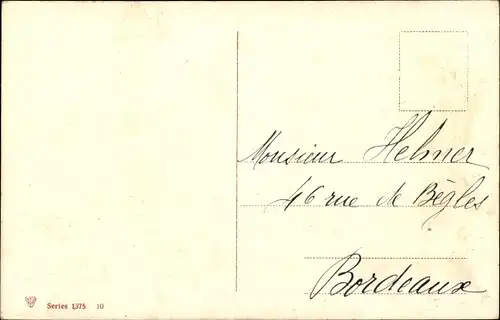 Monsieur Helmer
46 rue de Bègles
Bordeaux
Series 1375 10